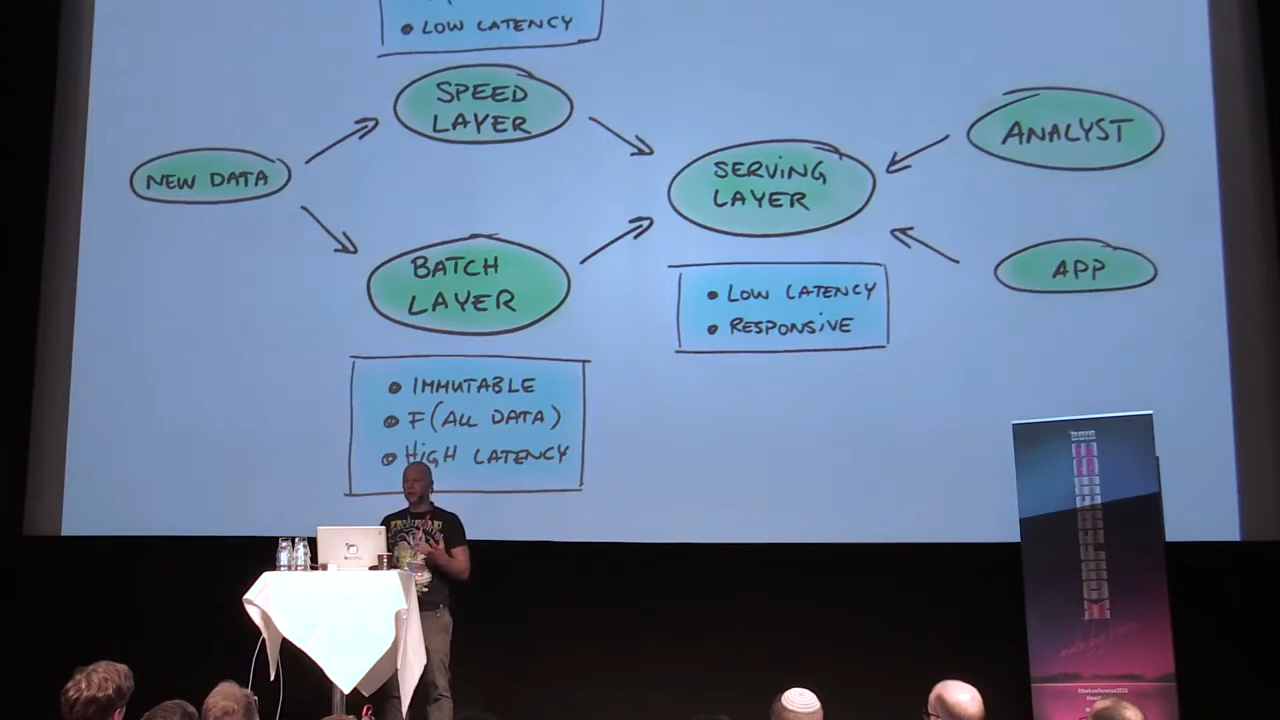 • LOW LATENCY
SPEED
LAYER
NEW DATA
BATCH
LAYER
• IMMUTABLE
• F(ALL DATA)
• HIGH LATENCY
SERVING
LAYER
• LOW LATENCY
• RESPONSIVE
ANALYST
APP